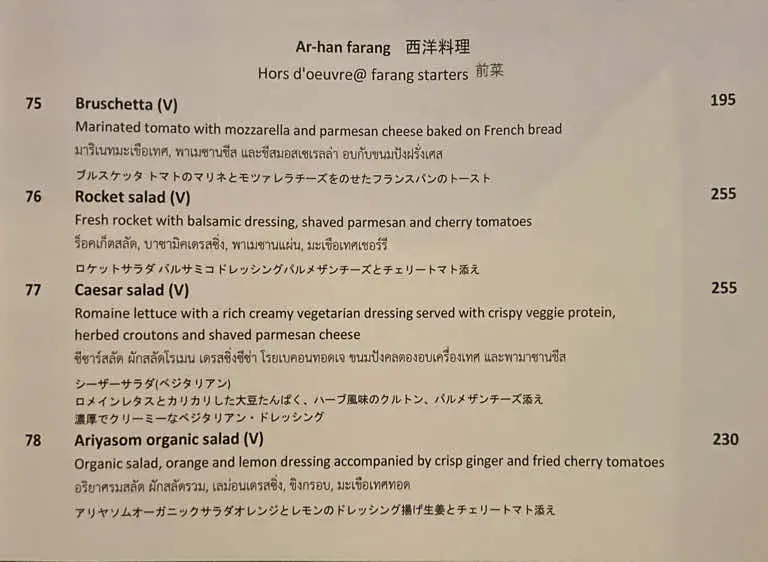 Ar-han farang 西洋料理
Hors d'oeuvre@ farang starters 前菜
75 Bruschetta (V) 195
Marinated tomato with mozzarella and parmesan cheese baked on French bread
มาริเนทมะเขือเทศ, พาเมซานชีส และชีสมอสเซเรลล่า อบกับขนมปังฝรั่งเศส
ブルスケッタ トマトのマリネとモツァレラチーズをのせたフランスパンのトースト
76 Rocket salad (V) 255
Fresh rocket with balsamic dressing, shaved parmesan and cherry tomatoes
ร็อคเก็ตสลัด, บาซามิคเดรสซิ่ง, พาเมซานแผ่น, มะเขือเทศเชอร์รี
ロケットサラダ バルサミコドレッシングパルメザンチーズとチェリートマト添え
77 Caesar salad (V) 255
Romaine lettuce with a rich creamy vegetarian dressing served with crispy veggie protein,
herbed croutons and shaved parmesan cheese
ซีซาร์สลัด ผักสลัดโรเมน เดรสซิ่งซีซ่า โรยเบคอนทอดเจ ขนมปังคลตองอบเครื่องเทศ และพามาซานชีส
シーザーサラダ(ベジタリアン)
ロメインレタスとカリカリした大豆たんぱく、ハーブ風味のクルトン、パルメザンチーズ添え
濃厚でクリーミーなベジタリアン・ドレッシング
78 Ariyasom organic salad (V) 230
Organic salad, orange and lemon dressing accompanied by crisp ginger and fried cherry tomatoes
อริยาศรมสลัด ผักสลัดรวม, เลม่อนเดรสซิ่ง, ขิงกรอบ, มะเขือเทศทอด
アリヤソムオーガニックサラダオレンジとレモンのドレッシング揚げ生姜とチェリートマト添え